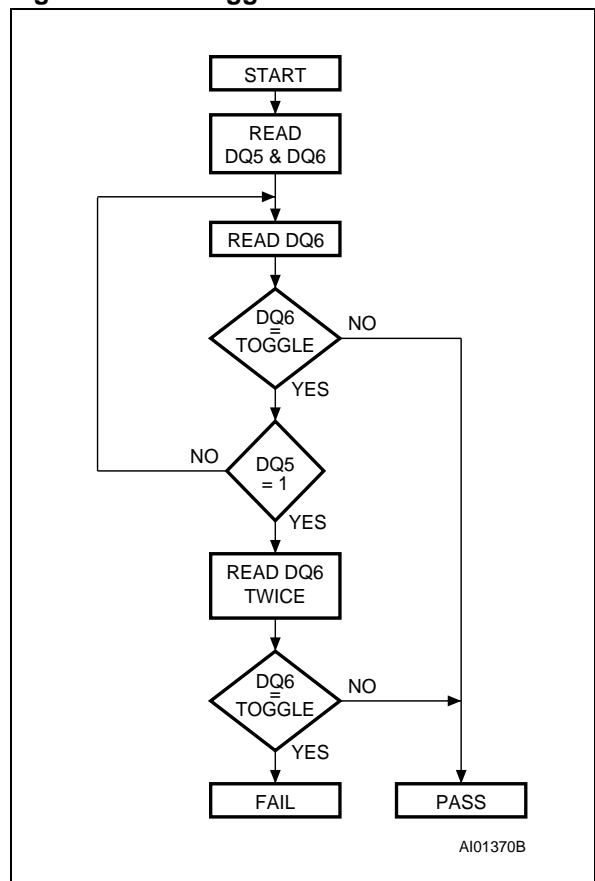 START
READ
DQ5 & DQ6
READ DQ6
DQ6
=
TOGGLE
NO
YES
NO
DQ5
= 1
YES
READ DQ6
TWICE
DQ6
=
TOGGLE
NO
YES
FAIL
PASS
AI01370B